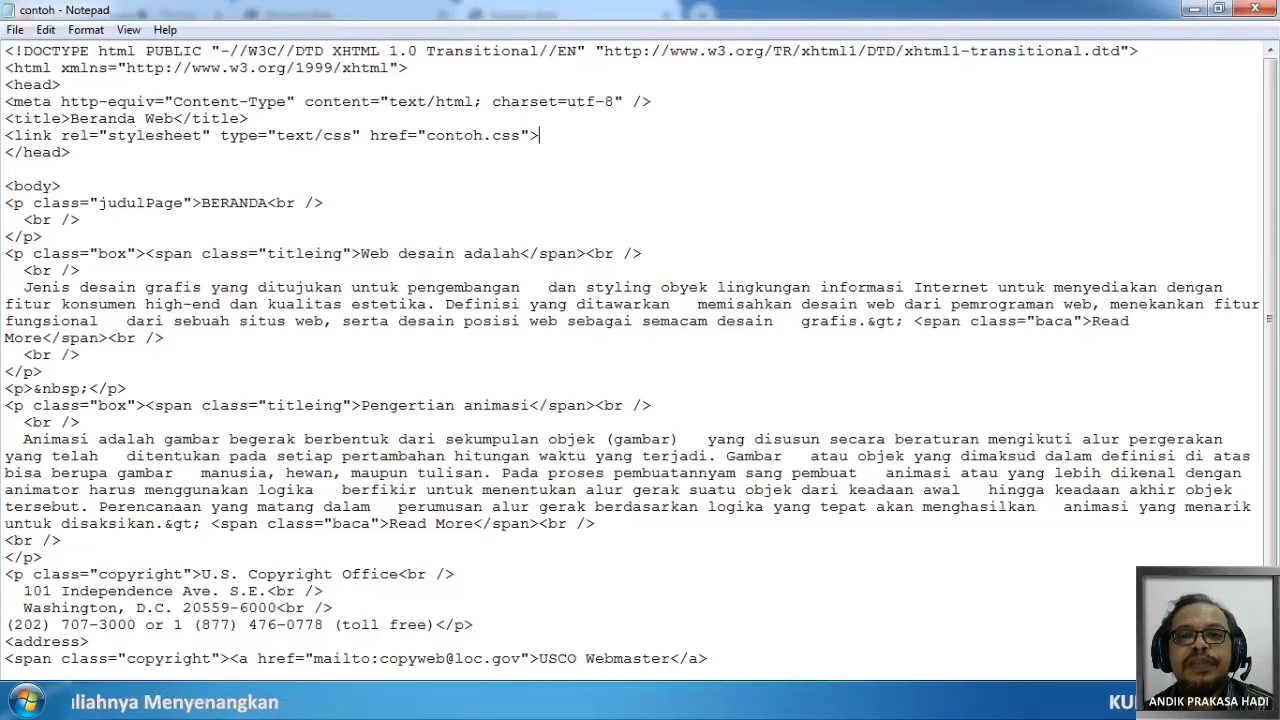 contoh - Notepad
File Edit Format View Help
<!DOCTYPE html PUBLIC "-//W3C//DTD XHTML 1.0 Transitional//EN" "http://www.w3.org/TR/xhtml1/DTD/xhtml1-transitional.dtd">
<html xmlns="http://www.w3.org/1999/xhtml">
<head>
<meta http-equiv="Content-Type" content="text/html; charset=utf-8" />
<title>Beranda Web</title>
<link rel="stylesheet" type="text/css" href="contoh.css">
</head>
<body>
<p class="judulPage">BERANDA<br />
<br />
</p>
<p class="box"><span class="titleing">Web desain adalah</span><br />
<br />
Jenis desain grafis yang ditujukan untuk pengembangan dan styling obyek lingkungan informasi Internet untuk menyediakan dengan
fitur konsumen high-end dan kualitas estetika. Definisi yang ditawarkan memisahkan desain web dari pemrograman web, menekankan fitur
fungsional dari sebuah situs web, serta desain posisi web sebagai semacam desain grafis.&gt; <span class="baca">Read
More</span><br />
<br />
</p>
<p>&nbsp;</p>
<p class="box"><span class="titleing">Pengertian animasi</span><br />
<br />
Animasi adalah gambar begerak berbentuk dari sekumpulan objek (gambar) yang disusun secara beraturan mengikuti alur pergerakan
yang telah ditentukan pada setiap pertambahan hitungan waktu yang terjadi. Gambar atau objek yang dimaksud dalam definisi di atas
bisa berupa gambar manusia, hewan, maupun tulisan. Pada proses pembuatannyam sang pembuat animasi atau yang lebih dikenal dengan
animator harus menggunakan logika berfikir untuk menentukan alur gerak suatu objek dari keadaan awal hingga keadaan akhir objek
tersebut. Perencanaan yang matang dalam perumusan alur gerak berdasarkan logika yang tepat akan menghasilkan animasi yang menarik
untuk disaksikan.&gt; <span class="baca">Read More</span><br />
<br />
</p>
<p class="copyright">U.S. Copyright Office<br />
101 Independence Ave. S.E.<br />
Washington, D.C. 20559-6000<br />
(202) 707-3000 or 1 (877) 476-0778 (toll free)</p>
<address>
<span class="copyright"><a href="mailto:copyweb@loc.gov">USCO Webmaster</a>
liahnya Menyenangkan
KU
ANDIK PRAKASA HADI